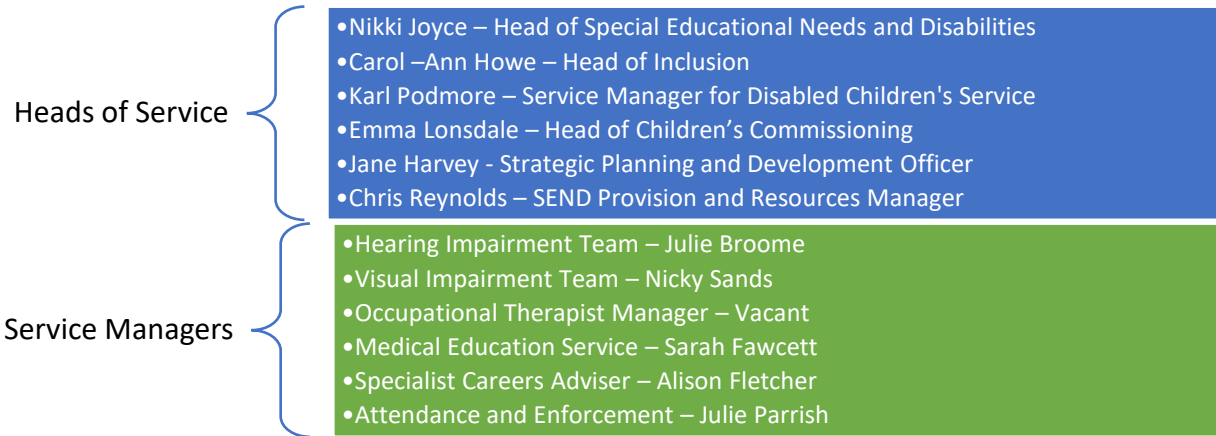 Heads of Service
•Nikki Joyce – Head of Special Educational Needs and Disabilities
•Carol –Ann Howe – Head of Inclusion
•Karl Podmore – Service Manager for Disabled Children's Service
•Emma Lonsdale – Head of Children’s Commissioning
•Jane Harvey - Strategic Planning and Development Officer
•Chris Reynolds – SEND Provision and Resources Manager
Service Managers
•Hearing Impairment Team – Julie Broome
•Visual Impairment Team – Nicky Sands
•Occupational Therapist Manager – Vacant
•Medical Education Service – Sarah Fawcett
•Specialist Careers Adviser – Alison Fletcher
•Attendance and Enforcement – Julie Parrish